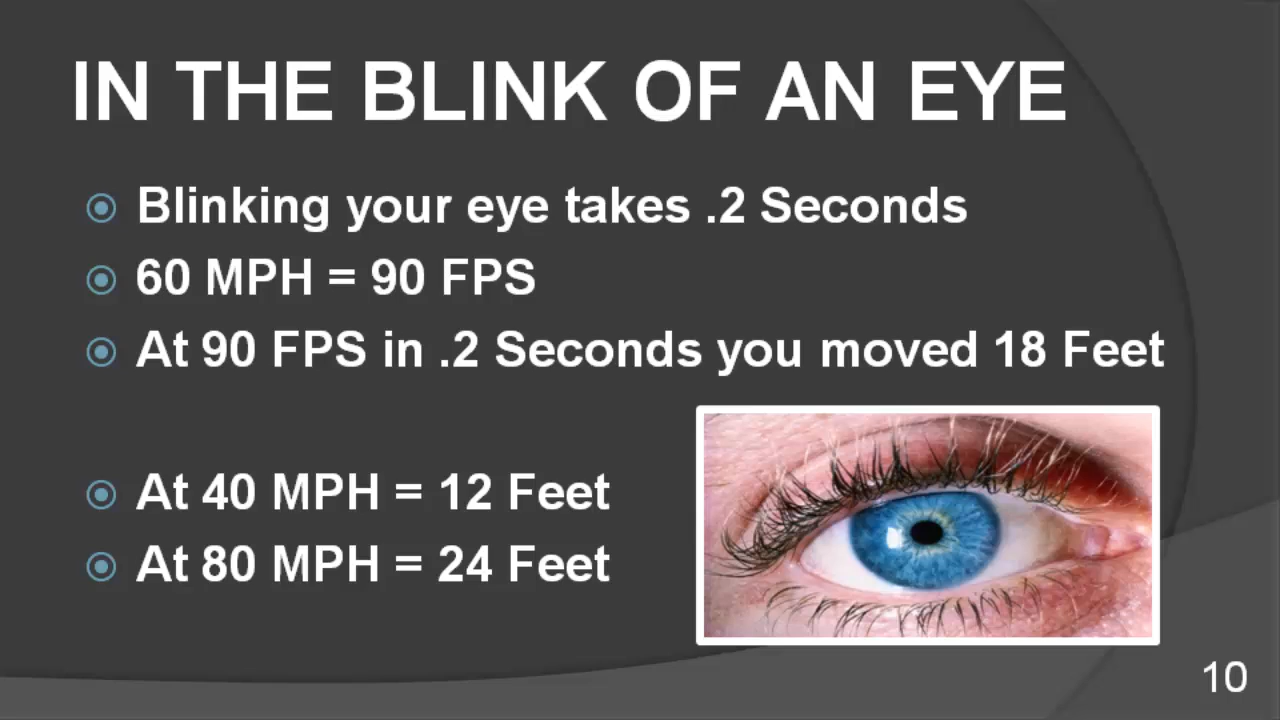 IN THE BLINK OF AN EYE
Blinking your eye takes .2 Seconds
60 MPH = 90 FPS
At 90 FPS in .2 Seconds you moved 18 Feet
At 40 MPH = 12 Feet
At 80 MPH = 24 Feet
10